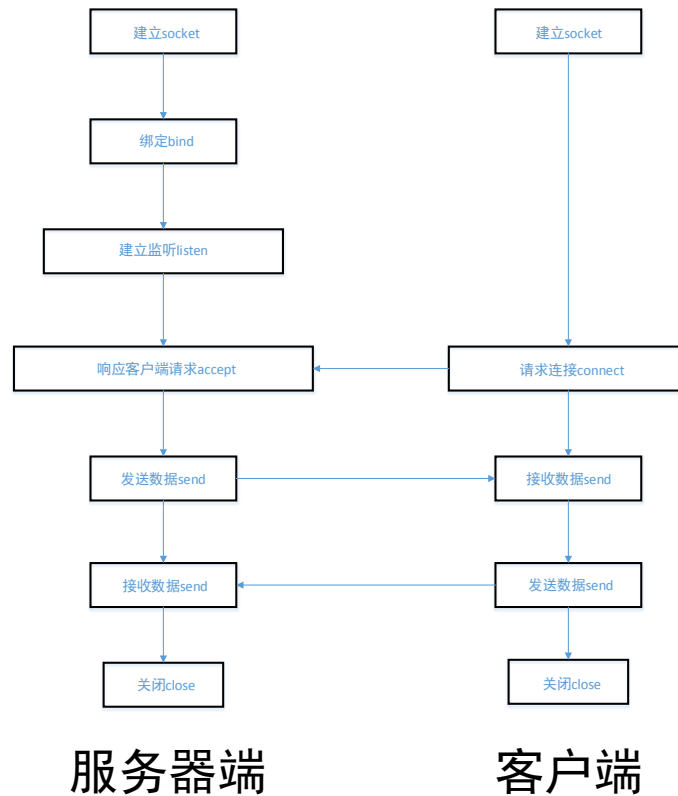 建立socket
建立socket
绑定bind
建立监听listen
响应客户端请求accept
请求连接connect
发送数据send
接收数据send
接收数据send
发送数据send
关闭close
关闭close
服务器端
客户端